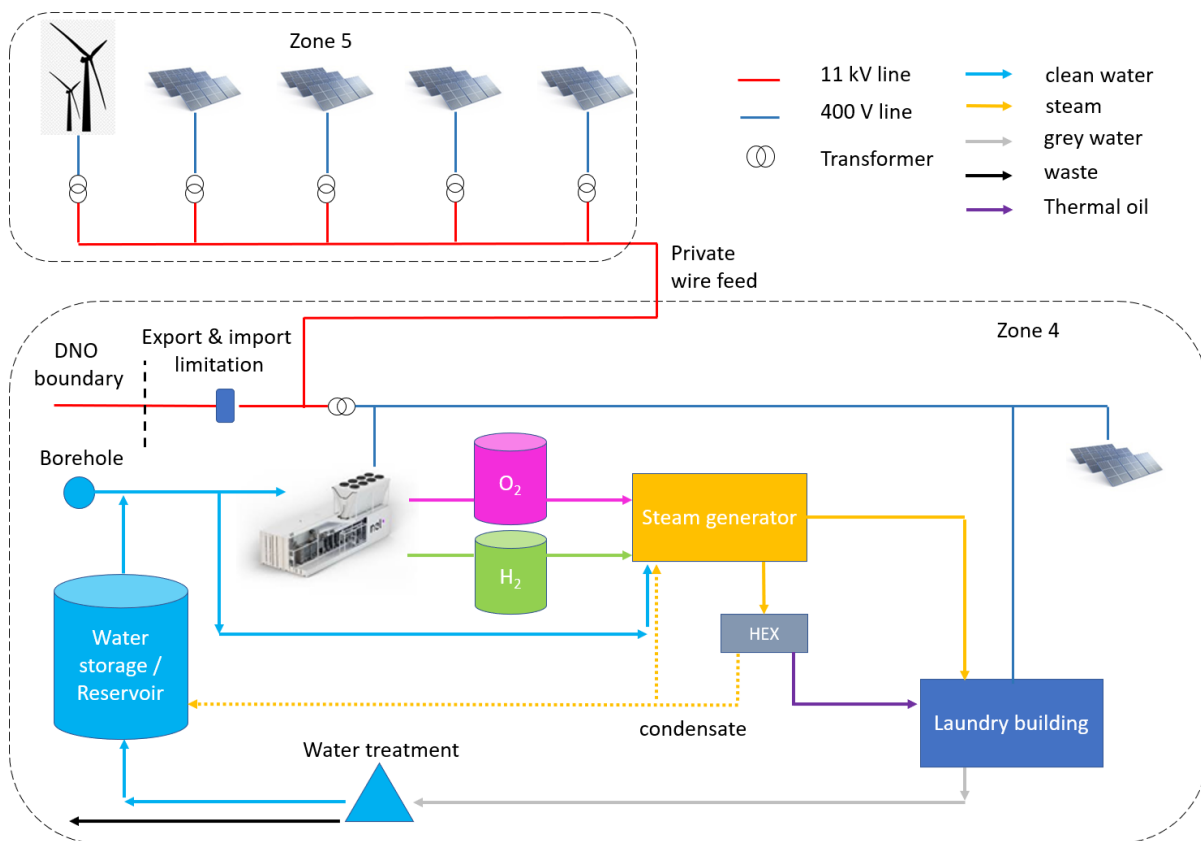 Zone 5
11 kV line
400 V line
Transformer
clean water
steam
grey water
waste
Thermal oil
Private
wire feed
Zone 4
DNO
boundary
Export & import
limitation
Borehole
nel
O₂
H₂
Steam generator
HEX
Water
storage /
Reservoir
condensate
Laundry building
Water treatment